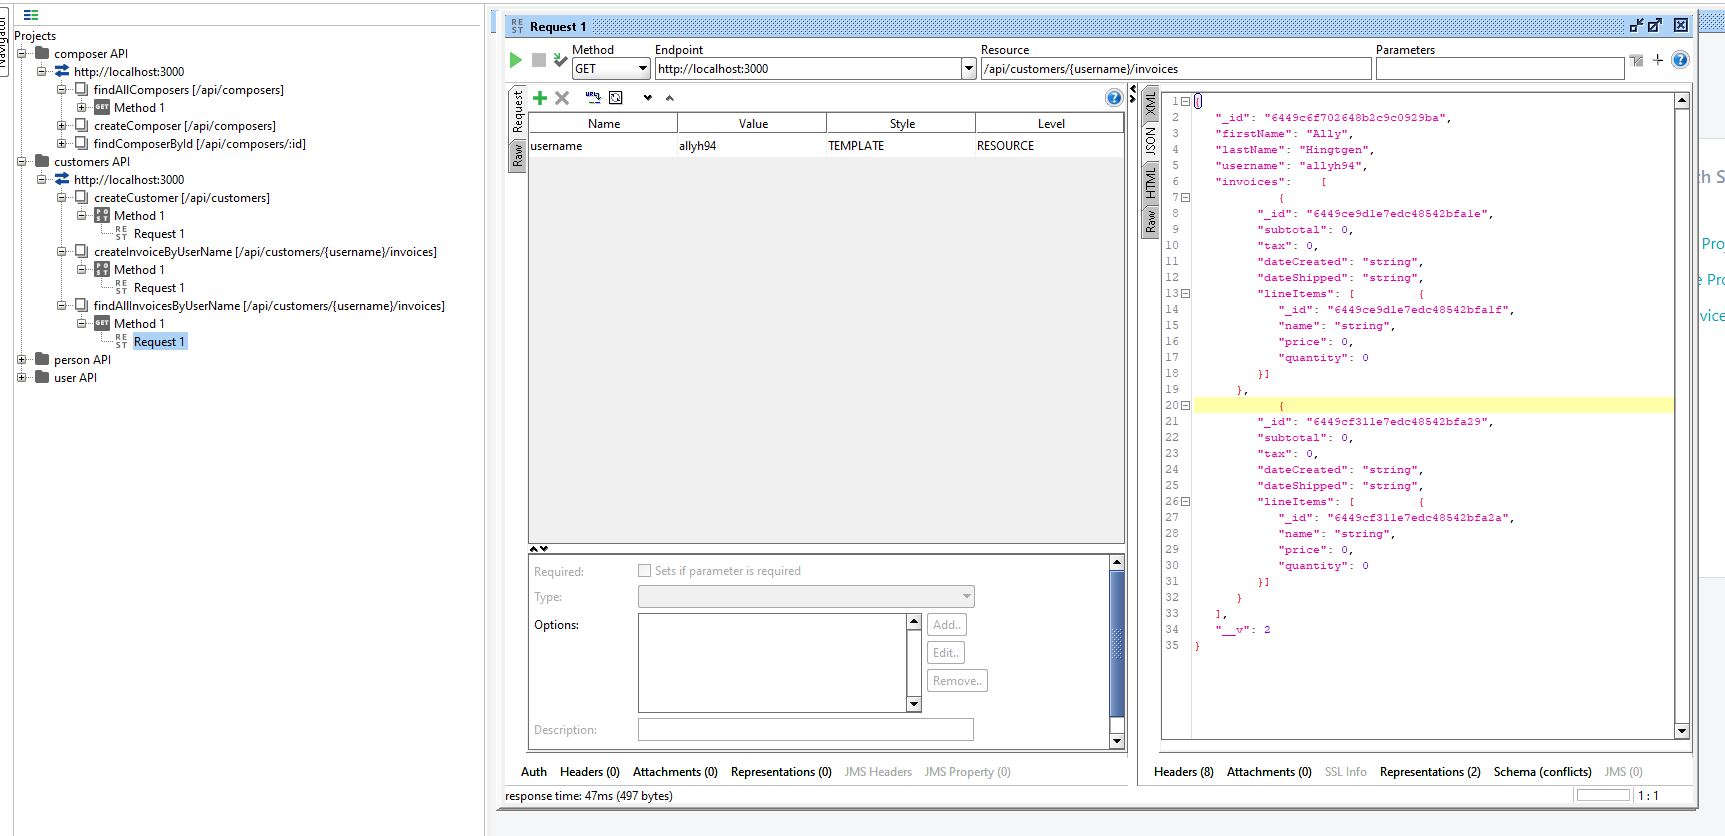 Navigator
Projects
composer API
http://localhost:3000
findAllComposers [/api/composers]
GET Method 1
createComposer [/api/composers]
findComposerById [/api/composers/:id]
customers API
http://localhost:3000
createCustomer [/api/customers]
POST Method 1
REST Request 1
createInvoiceByUserName [/api/customers/{username}/invoices]
POST Method 1
REST Request 1
findAllInvoicesByUserName [/api/customers/{username}/invoices]
GET Method 1
REST Request 1
person API
user API
REST Request 1
Method Endpoint Resource Parameters
GET http://localhost:3000 /api/customers/{username}/invoices
Request
Raw
URL?
Name Value Style Level
username allyh94 TEMPLATE RESOURCE
Required: Sets if parameter is required
Type:
Options:
Add..
Edit..
Remove..
Description:
Auth Headers (0) Attachments (0) Representations (0) JMS Headers JMS Property (0)
response time: 47ms (497 bytes)
XML
JSON
HTML
Raw
1 {
2 "_id": "6449c6f702648b2c9c0929ba",
3 "firstName": "Ally",
4 "lastName": "Hingtgen",
5 "username": "allyh94",
6 "invoices": [
7 {
8 "_id": "6449ce9d1e7edc48542bfa1e",
9 "subtotal": 0,
10 "tax": 0,
11 "dateCreated": "string",
12 "dateShipped": "string",
13 "lineItems": [ {
14 "_id": "6449ce9d1e7edc48542bfa1f",
15 "name": "string",
16 "price": 0,
17 "quantity": 0
18 }]
19 },
20 {
21 "_id": "6449cf311e7edc48542bfa29",
22 "subtotal": 0,
23 "tax": 0,
24 "dateCreated": "string",
25 "dateShipped": "string",
26 "lineItems": [ {
27 "_id": "6449cf311e7edc48542bfa2a",
28 "name": "string",
29 "price": 0,
30 "quantity": 0
31 }]
32 }
33 ],
34 "__v": 2
35 }
Headers (8) Attachments (0) SSL Info Representations (2) Schema (conflicts) JMS (0)
1 : 1
th S
Proj
e Pro
vice